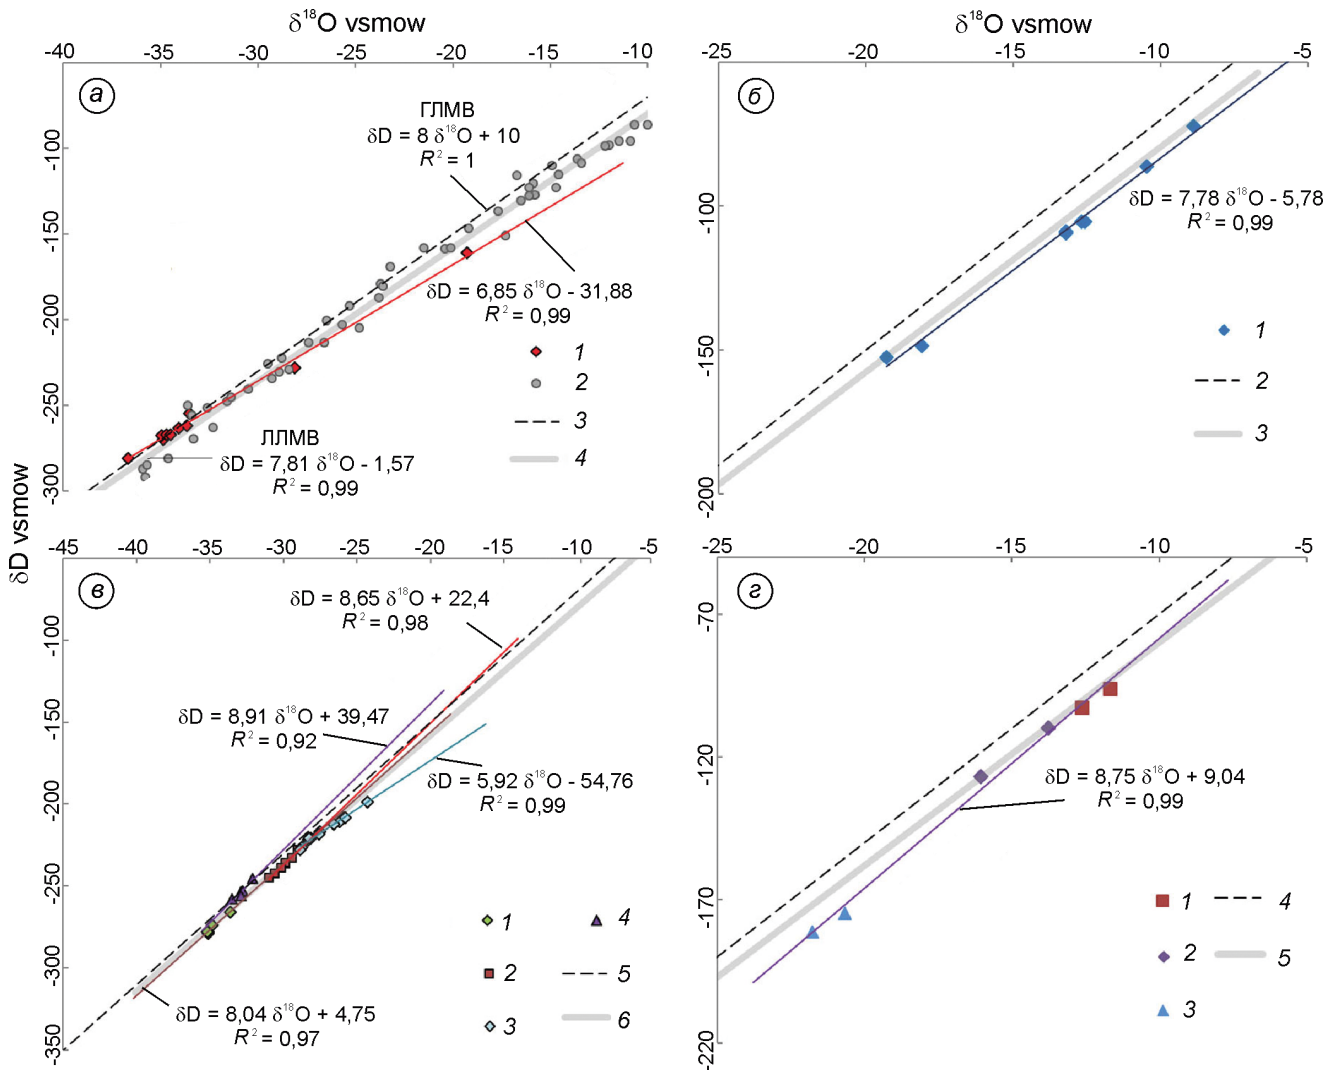 δ¹⁸O vsmow
-40 -35 -30 -25 -20 -15 -10
а
ГЛМВ
δD = 8 δ¹⁸O + 10
R² = 1
-100
-150
-200
-250
-300
δD = 6,85 δ¹⁸O - 31,88
R² = 0,99
1
2
3
4
ЛЛМВ
δD = 7,81 δ¹⁸O - 1,57
R² = 0,99
δ¹⁸O vsmow
-25 -20 -15 -10 -5
б
-100
-150
-200
δD = 7,78 δ¹⁸O - 5,78
R² = 0,99
1
2
3
δD vsmow
-45 -40 -35 -30 -25 -20 -15 -10 -5
в
-100
-150
-200
-250
-300
-350
δD = 8,65 δ¹⁸O + 22,4
R² = 0,98
δD = 8,91 δ¹⁸O + 39,47
R² = 0,92
δD = 5,92 δ¹⁸O - 54,76
R² = 0,99
1 4
2 5
3 6
δD = 8,04 δ¹⁸O + 4,75
R² = 0,97
-25 -20 -15 -10 -5
г
-70
-120
-170
-220
δD = 8,75 δ¹⁸O + 9,04
R² = 0,99
1 4
2 5
3